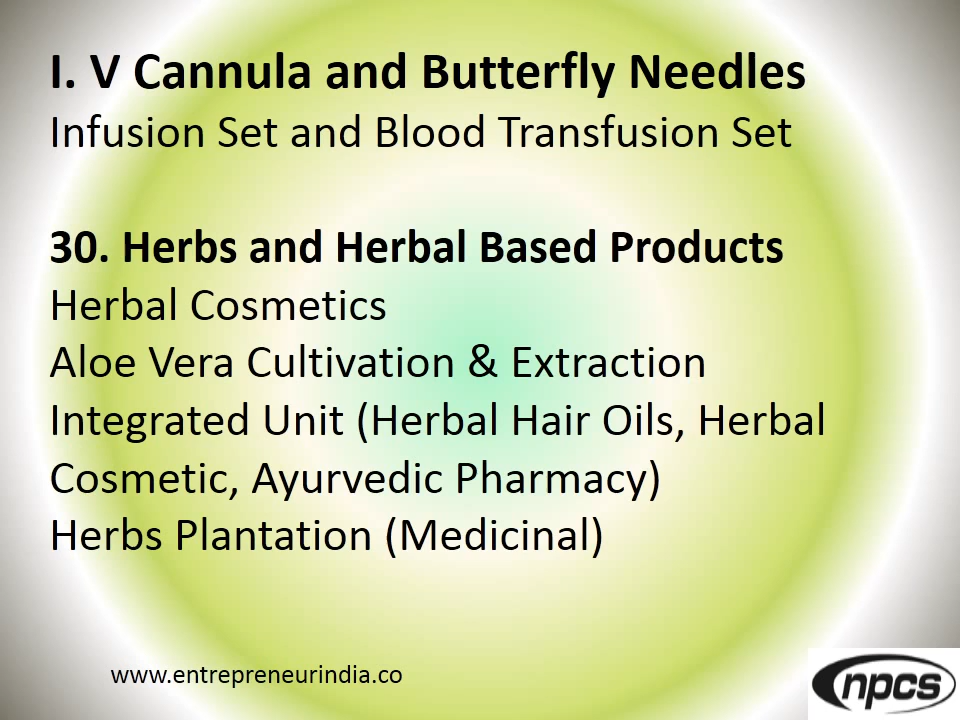 I. V Cannula and Butterfly Needles
Infusion Set and Blood Transfusion Set
30. Herbs and Herbal Based Products
Herbal Cosmetics
Aloe Vera Cultivation & Extraction
Integrated Unit (Herbal Hair Oils, Herbal
Cosmetic, Ayurvedic Pharmacy)
Herbs Plantation (Medicinal)
www.entrepreneurindia.co
npcs